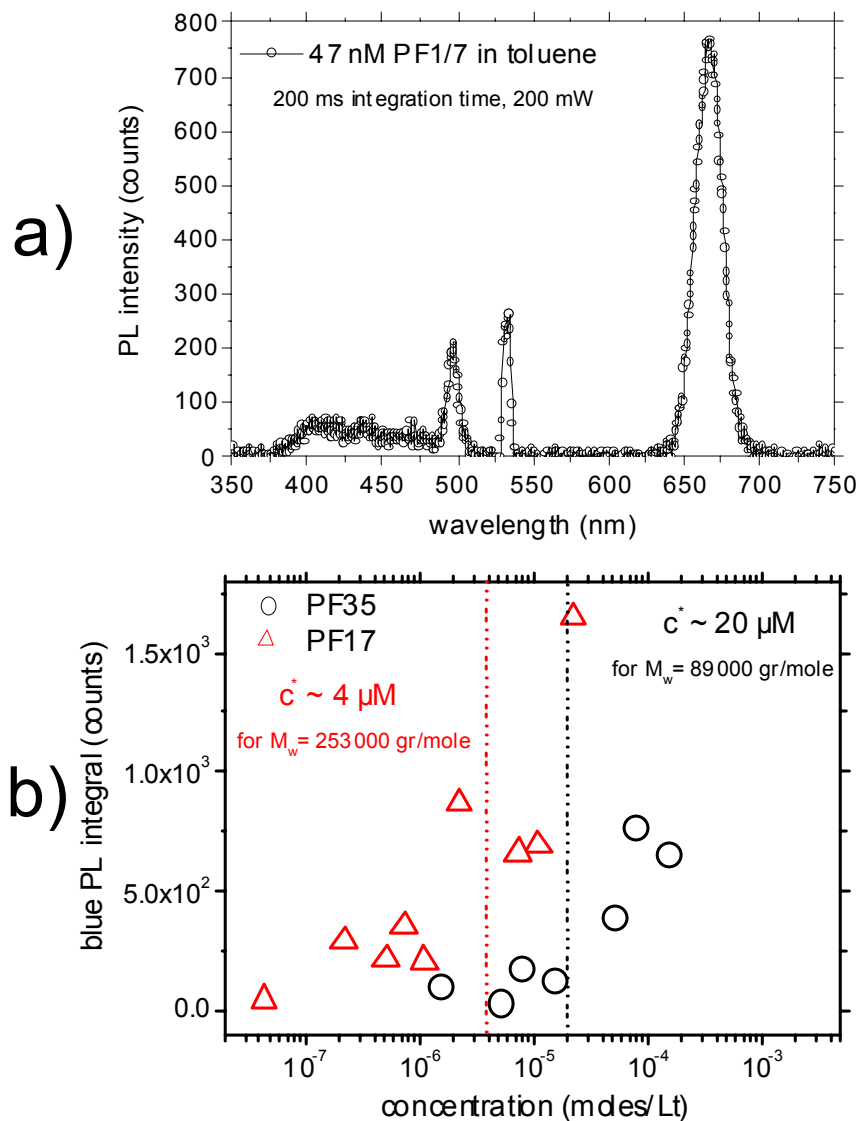 a)
800
700
600
500
400
300
200
100
0
PL intensity (counts)
47 nM PF1/7 in toluene
200 ms integration time, 200 mW
350 400 450 500 550 600 650 700 750
wavelength (nm)
b)
PF35
PF17
c* ~ 4 µM
for Mw= 253000 gr/mole
c* ~ 20 µM
for Mw= 89000 gr/mole
1.5x10³
1.0x10³
5.0x10²
0.0
blue PL integral (counts)
10⁻⁷ 10⁻⁶ 10⁻⁵ 10⁻⁴ 10⁻³
concentration (moles/Lt)